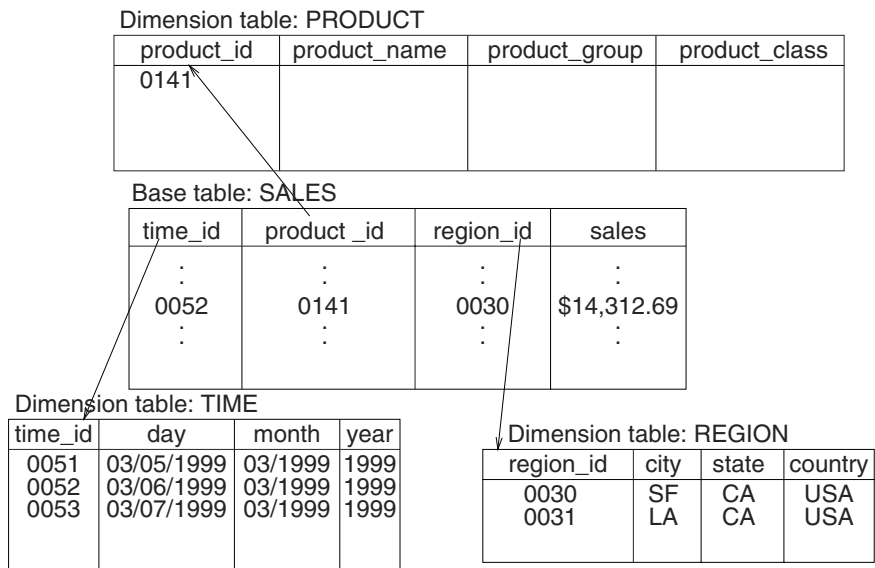 Dimension table: PRODUCT
product_id product_name product_group product_class
0141
Base table: SALES
time_id product _id region_id sales
. . . .
. . . .
0052 0141 0030 $14,312.69
. . . .
. . . .
Dimension table: TIME
time_id day month year
0051 03/05/1999 03/1999 1999
0052 03/06/1999 03/1999 1999
0053 03/07/1999 03/1999 1999
Dimension table: REGION
region_id city state country
0030 SF CA USA
0031 LA CA USA